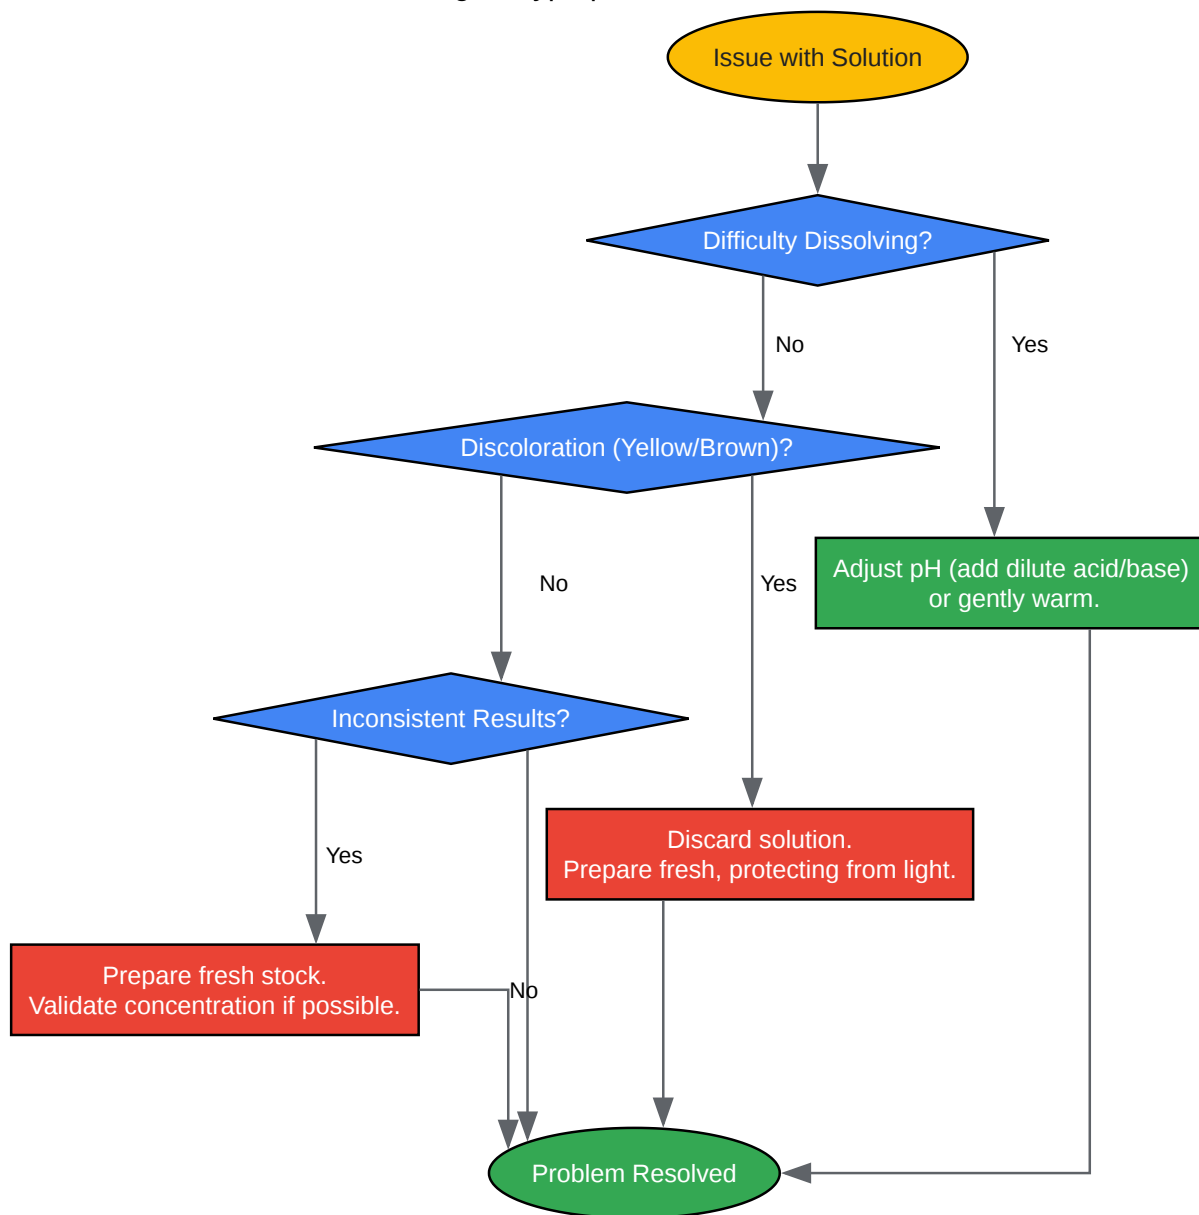 Issue with Solution
Difficulty Dissolving?
No
Yes
Discoloration (Yellow/Brown)?
No
Yes
Adjust pH (add dilute acid/base)
or gently warm.
Inconsistent Results?
Yes
No
Discard solution.
Prepare fresh, protecting from light.
Prepare fresh stock.
Validate concentration if possible.
Problem Resolved